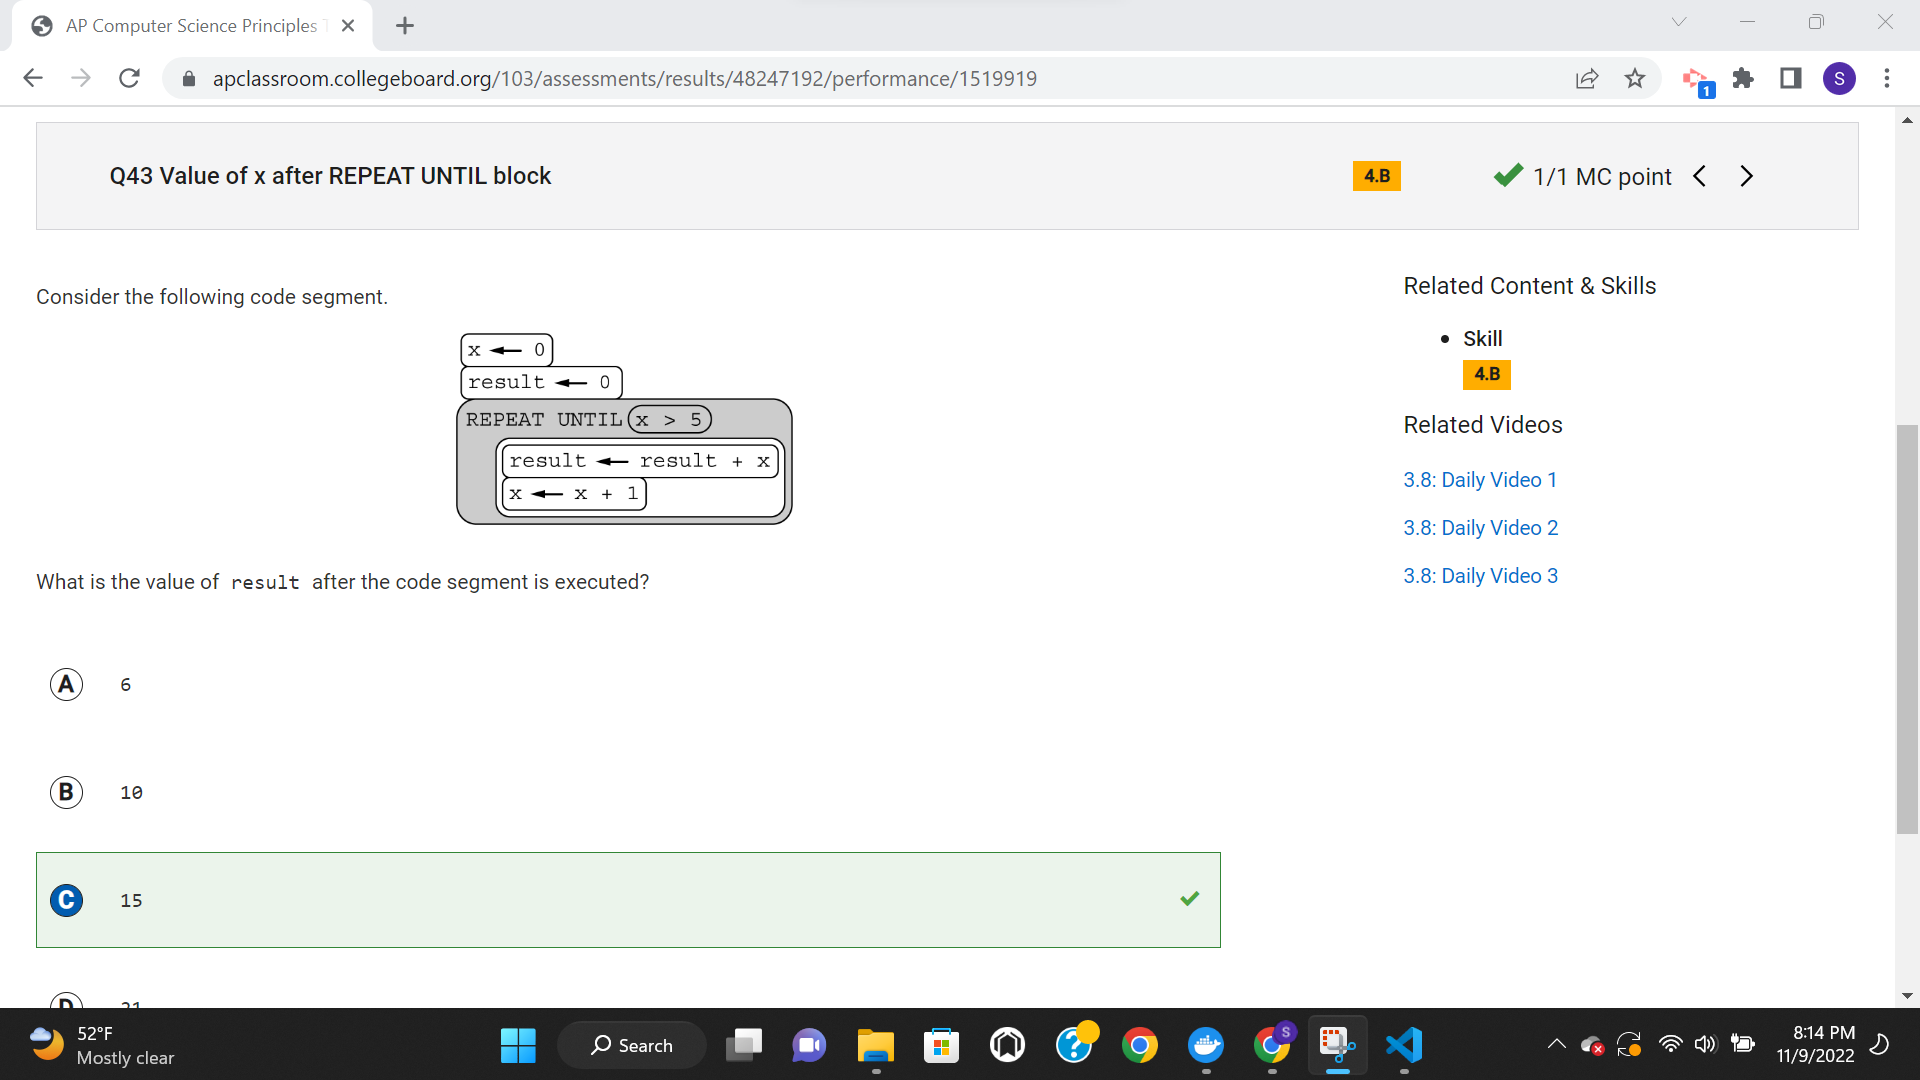 AP Computer Science Principles
apclassroom.collegeboard.org/103/assessments/results/48247192/performance/1519919
S
1
Q43 Value of x after REPEAT UNTIL block
4.B
1/1 MC point
Consider the following code segment.
x ← 0
result ← 0
REPEAT UNTIL x > 5
result ← result + x
x ← x + 1
What is the value of result after the code segment is executed?
A 6
B 10
C 15
D 21
Related Content & Skills
• Skill
4.B
Related Videos
3.8: Daily Video 1
3.8: Daily Video 2
3.8: Daily Video 3
52°F
Mostly clear
Search
S
8:14 PM
11/9/2022